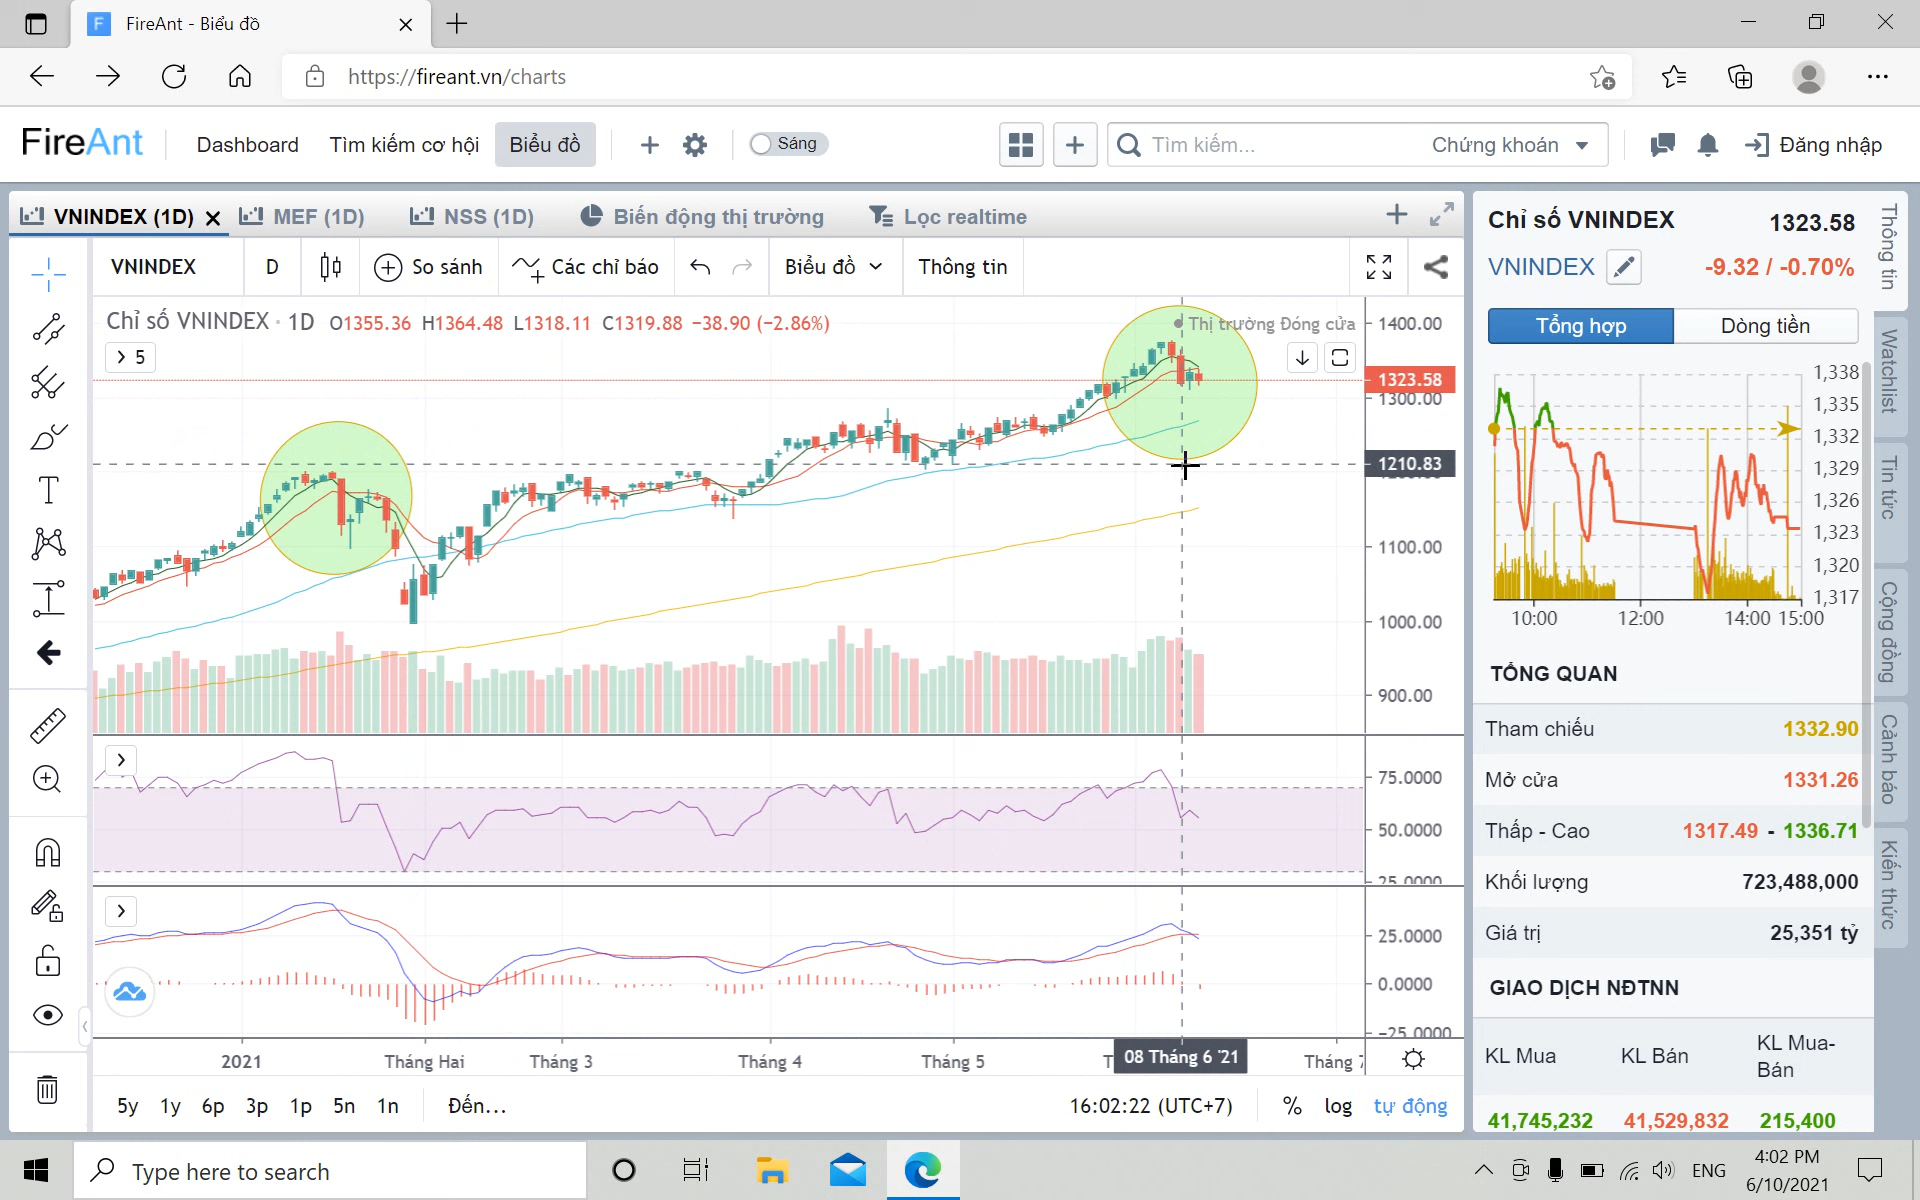 FireAnt - Biểu đồ
https://fireant.vn/charts
FireAnt
Dashboard
Tìm kiếm cơ hội
Biểu đồ
Sáng
Tìm kiếm...
Chứng khoán
Đăng nhập
VNINDEX (1D)
MEF (1D)
NSS (1D)
Biến động thị trường
Lọc realtime
VNINDEX
D
So sánh
Các chỉ báo
Biểu đồ
Thông tin
Chỉ số VNINDEX · 1D O1355.36 H1364.48 L1318.11 C1319.88 −38.90 (−2.86%)
5
Thị trường Đóng cửa
1400.00
1323.58
1300.00
1210.83
1100.00
1000.00
900.00
75.0000
50.0000
25.0000
25.0000
0.0000
−25.0000
2021
Tháng Hai
Tháng 3
Tháng 4
Tháng 5
08 Tháng 6 '21
5y 1y 6p 3p 1p 5n 1n
Đến...
16:02:22 (UTC+7)
%
log
tự động
Chỉ số VNINDEX 1323.58
VNINDEX -9.32 / -0.70%
Tổng hợp
Dòng tiền
1,338
1,335
1,332
1,329
1,326
1,323
1,320
1,317
10:00 12:00 14:00 15:00
TỔNG QUAN
Tham chiếu 1332.90
Mở cửa 1331.26
Thấp - Cao 1317.49 - 1336.71
Khối lượng 723,488,000
Giá trị 25,351 tỷ
GIAO DỊCH NĐTNN
KL Mua KL Bán KL Mua-
Bán
41,745,232 41,529,832 215,400
Thông tin
Watchlist
Tin tức
Cộng đồng
Cảnh báo
Kiến thức
Type here to search
ENG
4:02 PM
6/10/2021